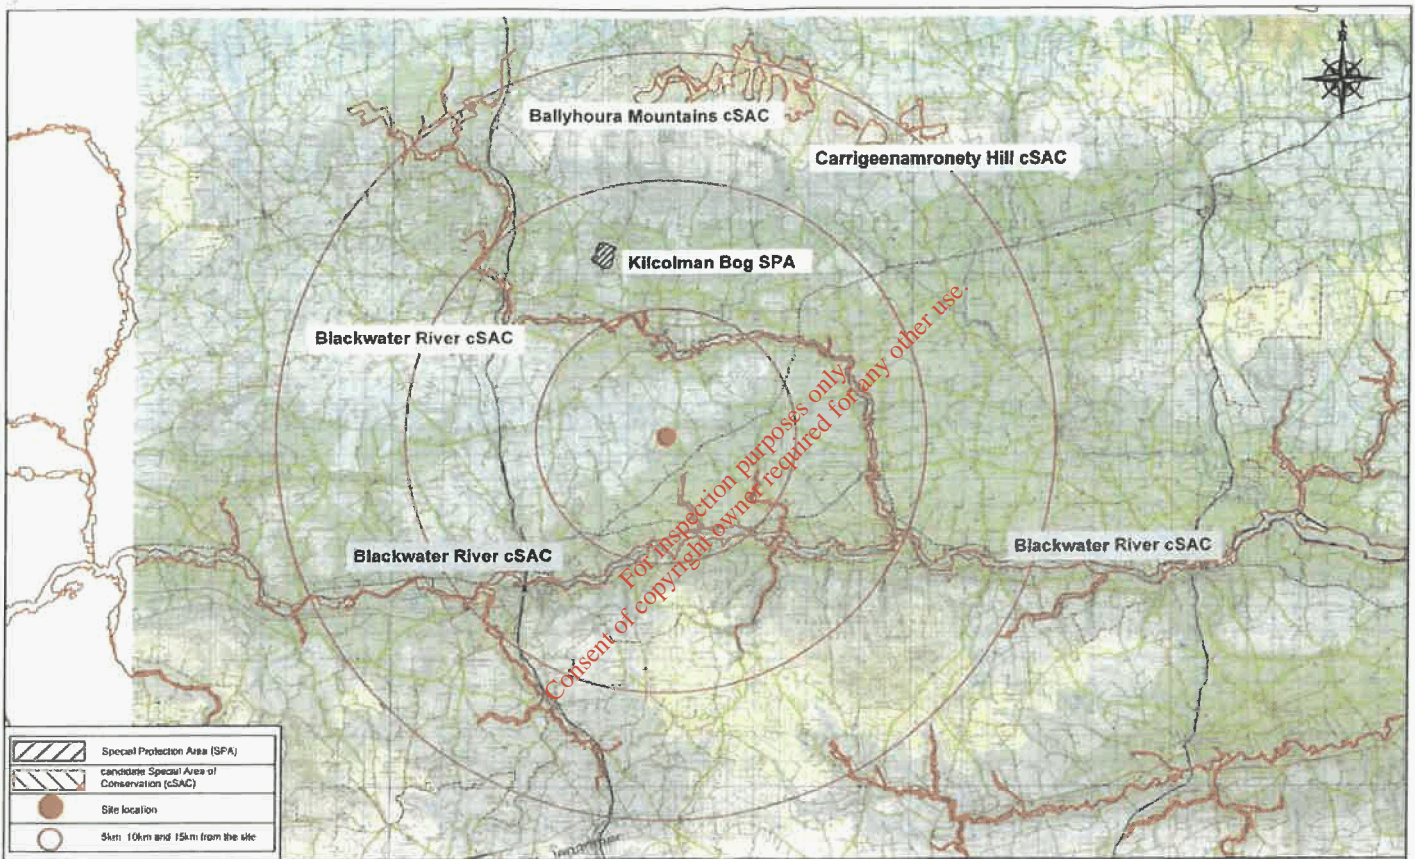 N
Ballyhoura Mountains cSAC
Carrigeenamronety Hill cSAC
Kilcolman Bog SPA
Blackwater River cSAC
Blackwater River cSAC
Blackwater River cSAC
For inspection purposes only.
Consent of copyright owner required for any other use.
Special Protection Area (SPA)
candidate Special Area of
Conservation (cSAC)
Site location
5km 10km and 15km from the site